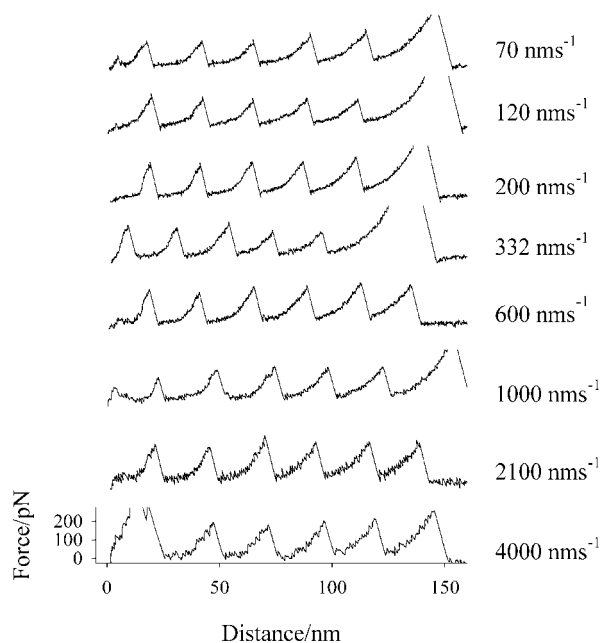 70 nms⁻¹
120 nms⁻¹
200 nms⁻¹
332 nms⁻¹
600 nms⁻¹
1000 nms⁻¹
2100 nms⁻¹
4000 nms⁻¹
Force/pN
200
100
0
0
50
100
150
Distance/nm